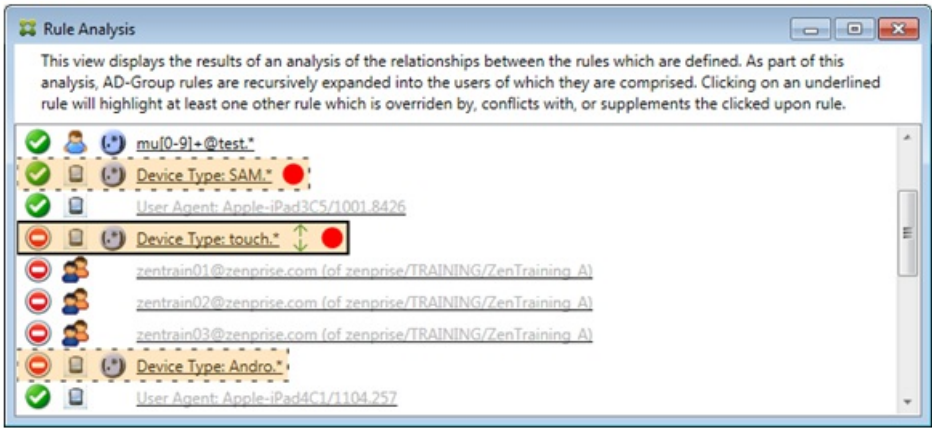 Rule Analysis
This view displays the results of an analysis of the relationships between the rules which are defined. As part of this
analysis, AD-Group rules are recursively expanded into the users of which they are comprised. Clicking on an underlined
rule will highlight at least one other rule which is overriden by, conflicts with, or supplements the clicked upon rule.
(.*) mu[0-9]+@test.*
(.*) Device Type: SAM.*
User Agent: Apple-iPad3C5/1001.8426
(.*) Device Type: touch.*
zentrain01@zenprise.com (of zenprise/TRAINING/ZenTraining_A)
zentrain02@zenprise.com (of zenprise/TRAINING/ZenTraining_A)
zentrain03@zenprise.com (of zenprise/TRAINING/ZenTraining_A)
(.*) Device Type: Andro.*
User Agent: Apple-iPad4C1/1104.257